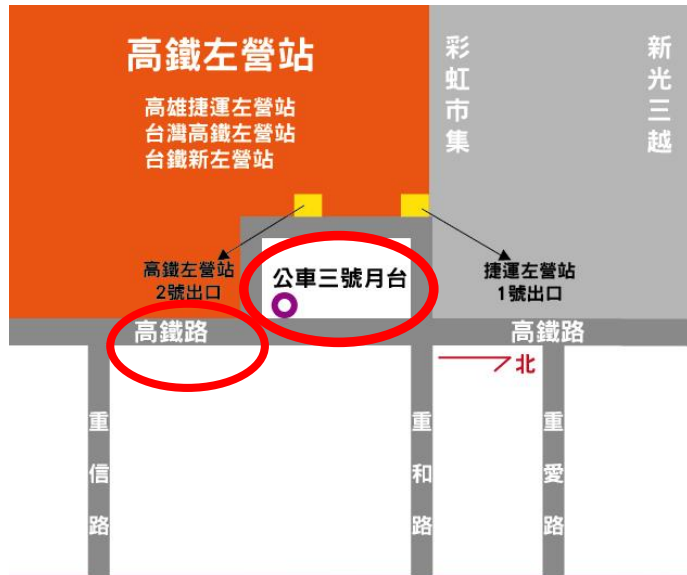 高鐵左營站
高雄捷運左營站
台灣高鐵左營站
台鐵新左營站
彩虹市集
新光三越
高鐵左營站
2號出口
公車三號月台
捷運左營站
1號出口
高鐵路
高鐵路
北
重信路
重和路
重愛路